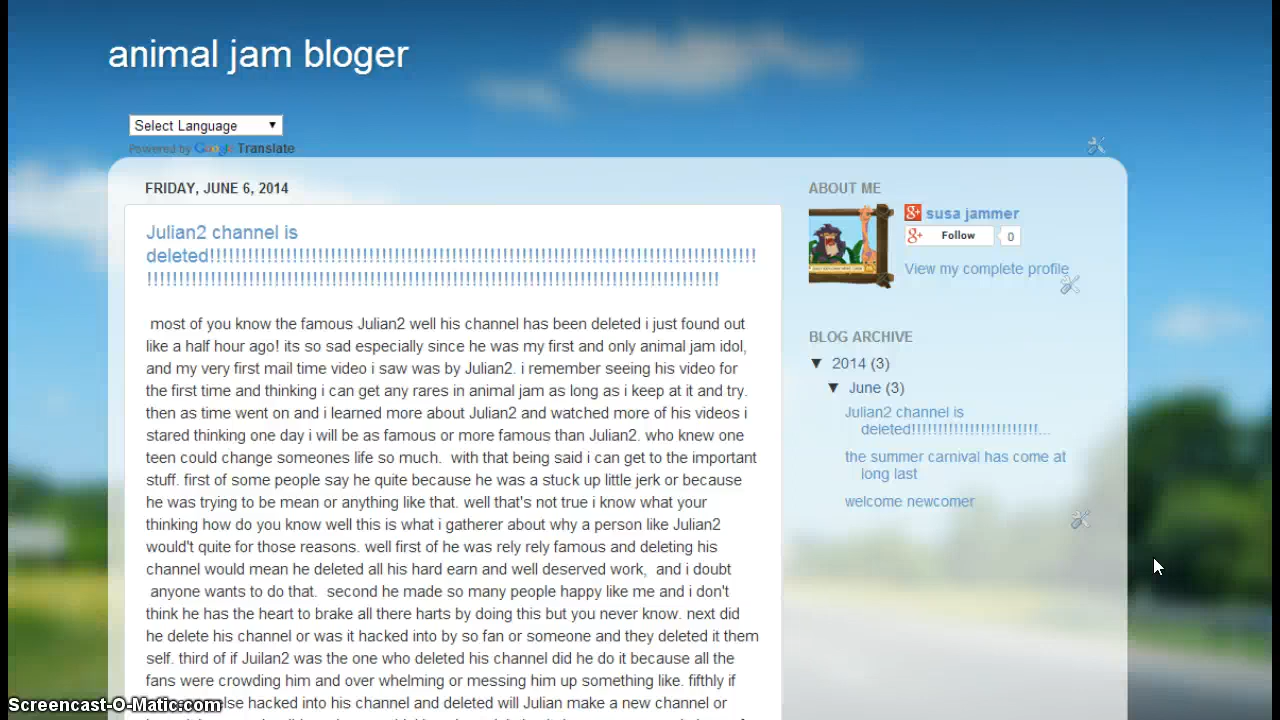 animal jam bloger
Select Language
Powered by Google Translate
FRIDAY, JUNE 6, 2014
Julian2 channel is
deleted!!!!!!!!!!!!!!!!!!!!!!!!!!!!!!!!!!!!!!!!!!!!!!!!!!!!!!!!!!!!!!!!!!!!!!!!!!!!!!!!!!!!!!!!!!!!
!!!!!!!!!!!!!!!!!!!!!!!!!!!!!!!!!!!!!!!!!!!!!!!!!!!!!!!!!!!!!!!!!!!!!!!!!!!!!!!!!!!!!!!!!!!!!!!!
most of you know the famous Julian2 well his channel has been deleted i just found out
like a half hour ago! its so sad especially since he was my first and only animal jam idol,
and my very first mail time video i saw was by Julian2. i remember seeing his video for
the first time and thinking i can get any rares in animal jam as long as i keep at it and try.
then as time went on and i learned more about Julian2 and watched more of his videos i
stared thinking one day i will be as famous or more famous than Julian2. who knew one
teen could change someones life so much.  with that being said i can get to the important
stuff. first of some people say he quite because he was a stuck up little jerk or because
he was trying to be mean or anything like that. well that's not true i know what your
thinking how do you know well this is what i gatherer about why a person like Julian2
would't quite for those reasons. well first of he was rely rely famous and deleting his
channel would mean he deleted all his hard earn and well deserved work,  and i doubt
anyone wants to do that.  second he made so many people happy like me and i don't
think he has the heart to brake all there harts by doing this but you never know. next did
he delete his channel or was it hacked into by so fan or someone and they deleted it them
self. third of if Juilan2 was the one who deleted his channel did he do it because all the
fans were crowding him and over whelming or messing him up something like. fifthly if
else hacked into his channel and deleted will Julian make a new channel or
ABOUT ME
susa jammer
Follow 0
View my complete profile
BLOG ARCHIVE
▼ 2014 (3)
▼ June (3)
Julian2 channel is
deleted!!!!!!!!!!!!!!!!!!!!!!!!...
the summer carnival has come at
long last
welcome newcomer
Screencast-O-Matic.com